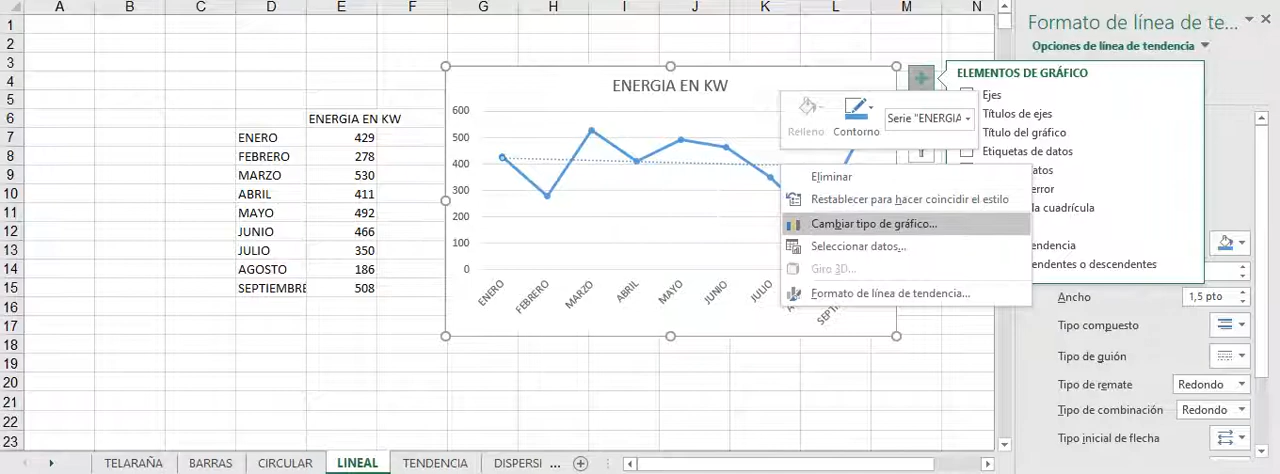 A B C D E F G H I J K L M N
Formato de línea de te...
Opciones de línea de tendencia
1
2
3
4
5
6
7
8
9
10
11
12
13
14
15
16
17
18
19
20
21
22
23
ENERGIA EN KW
ENERO 429
FEBRERO 278
MARZO 530
ABRIL 411
MAYO 492
JUNIO 466
JULIO 350
AGOSTO 186
SEPTIEMBRE 508
ENERGIA EN KW
600
500
400
300
200
100
0
ENERO
FEBRERO
MARZO
ABRIL
MAYO
JUNIO
JULIO
Relleno
Contorno
Serie "ENERGIA
Eliminar
Restablecer para hacer coincidir el estilo
Cambiar tipo de gráfico...
Seleccionar datos...
Giro 3D...
Formato de línea de tendencia...
ELEMENTOS DE GRÁFICO
Ejes
Títulos de ejes
Título del gráfico
Etiquetas de datos
Ancho 1,5 pto
Tipo compuesto
Tipo de guión
Tipo de remate Redondo
Tipo de combinación Redondo
Tipo inicial de flecha
TELARAÑA BARRAS CIRCULAR LINEAL TENDENCIA DISPERSI ...